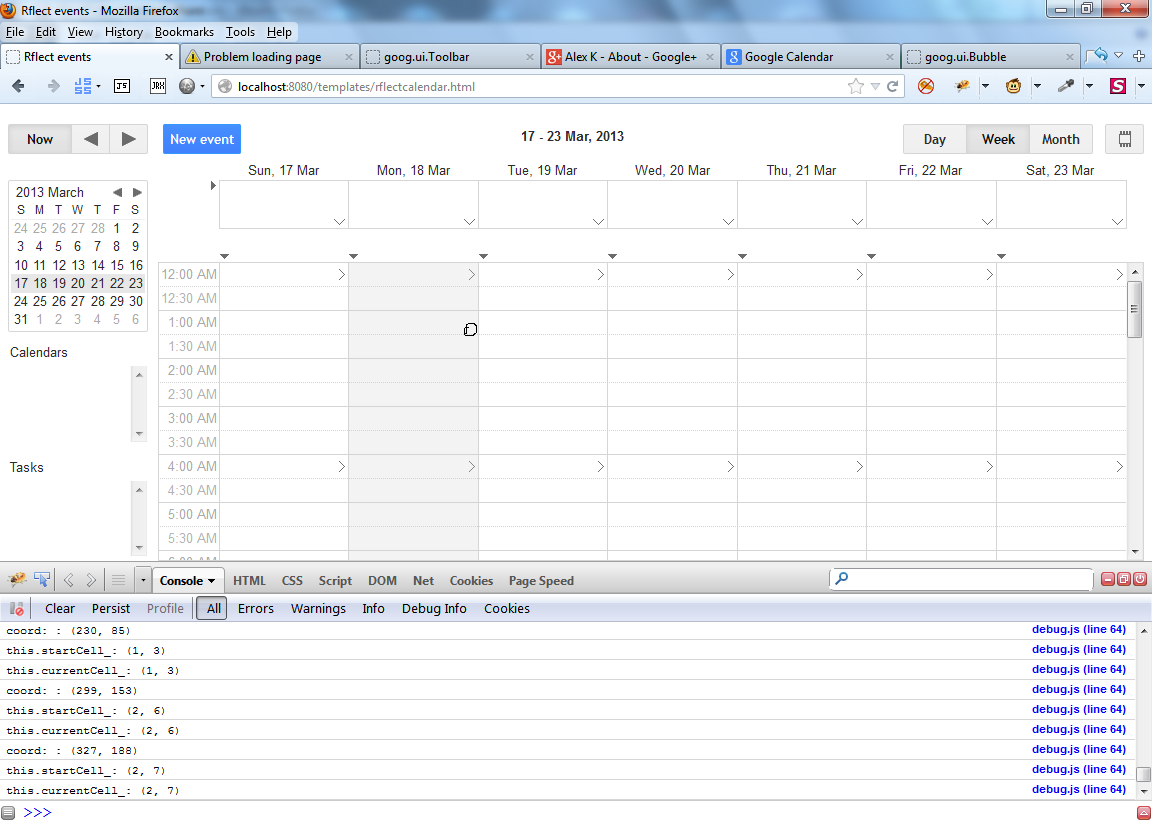 Rflect events - Mozilla Firefox
File Edit View History Bookmarks Tools Help
Rflect events × Problem loading page × goog.ui.Toolbar × Alex K - About - Google+ × Google Calendar × goog.ui.Bubble ×
JS JRX localhost:8080/templates/rflectcalendar.html S
Now New event 17 - 23 Mar, 2013 Day Week Month
Sun, 17 Mar Mon, 18 Mar Tue, 19 Mar Wed, 20 Mar Thu, 21 Mar Fri, 22 Mar Sat, 23 Mar
2013 March
S M T W T F S
24 25 26 27 28 1 2
3 4 5 6 7 8 9
10 11 12 13 14 15 16
17 18 19 20 21 22 23
24 25 26 27 28 29 30
31 1 2 3 4 5 6
Calendars
Tasks
12:00 AM
12:30 AM
1:00 AM
1:30 AM
2:00 AM
2:30 AM
3:00 AM
3:30 AM
4:00 AM
4:30 AM
5:00 AM
5:30 AM
6:00 AM
Console HTML CSS Script DOM Net Cookies Page Speed
Clear Persist Profile All Errors Warnings Info Debug Info Cookies
coord: : (230, 85) debug.js (line 64)
this.startCell_: (1, 3) debug.js (line 64)
this.currentCell_: (1, 3) debug.js (line 64)
coord: : (299, 153) debug.js (line 64)
this.startCell_: (2, 6) debug.js (line 64)
this.currentCell_: (2, 6) debug.js (line 64)
coord: : (327, 188) debug.js (line 64)
this.startCell_: (2, 7) debug.js (line 64)
this.currentCell_: (2, 7) debug.js (line 64)
>>>